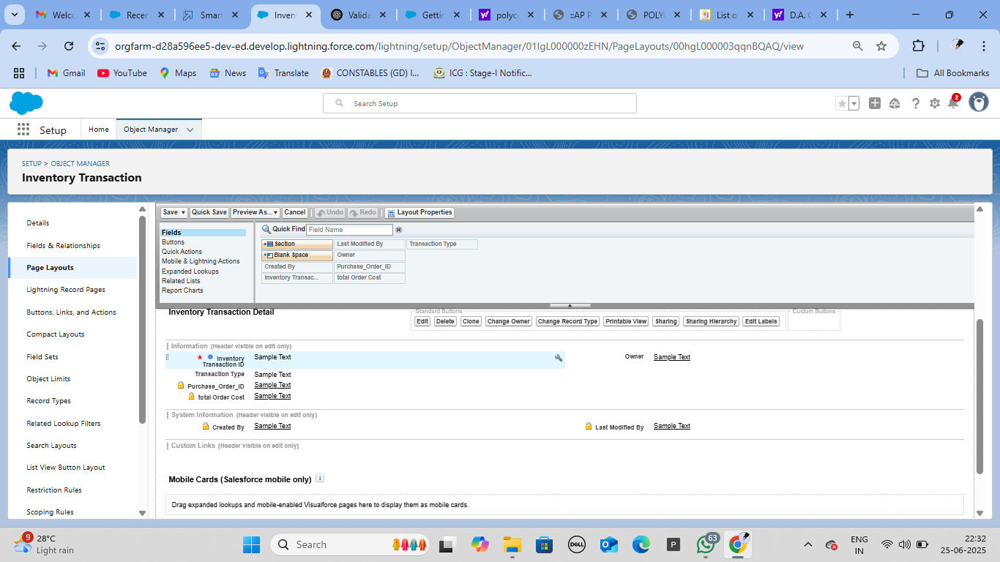 Welco
Recen
Smart
Inven
Valida
Gettin
polyce
::AP P
POLY
List o
D.A. C
orgfarm-d28a596ee5-dev-ed.develop.lightning.force.com/lightning/setup/ObjectManager/01IgL000000zEHN/PageLayouts/00hgL000003qqnBQAQ/view
Gmail
YouTube
Maps
News
Translate
CONSTABLES (GD) I...
ICG : Stage-I Notific...
All Bookmarks
Search Setup
2
Setup
Home
Object Manager
SETUP > OBJECT MANAGER
Inventory Transaction
Details
Fields & Relationships
Page Layouts
Lightning Record Pages
Buttons, Links, and Actions
Compact Layouts
Field Sets
Object Limits
Record Types
Related Lookup Filters
Search Layouts
List View Button Layout
Restriction Rules
Scoping Rules
Save
Quick Save
Preview As...
Cancel
Undo
Redo
Layout Properties
Fields
Buttons
Quick Actions
Mobile & Lightning Actions
Expanded Lookups
Related Lists
Report Charts
Quick Find Field Name
Section Last Modified By Transaction Type
Blank Space Owner
Created By Purchase_Order_ID
Inventory Transac... total Order Cost
Inventory Transaction Detail
Standard Buttons
Edit Delete Clone Change Owner Change Record Type Printable View Sharing Sharing Hierarchy Edit Labels
Custom Buttons
Information (Header visible on edit only)
* Inventory Transaction ID Sample Text Owner Sample Text
Transaction Type Sample Text
Purchase_Order_ID Sample Text
total Order Cost Sample Text
System Information (Header visible on edit only)
Created By Sample Text Last Modified By Sample Text
Custom Links (Header visible on edit only)
Mobile Cards (Salesforce mobile only) i
Drag expanded lookups and mobile-enabled Visualforce pages here to display them as mobile cards.
9
28°C
Light rain
Search
DELL
P
63
ENG
IN
22:32
25-06-2025